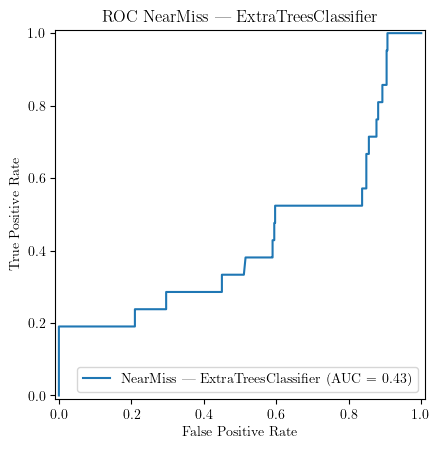 ROC NearMiss — ExtraTreesClassifier
True Positive Rate
1.0
0.8
0.6
0.4
0.2
0.0
NearMiss — ExtraTreesClassifier (AUC = 0.43)
0.0 0.2 0.4 0.6 0.8 1.0
False Positive Rate